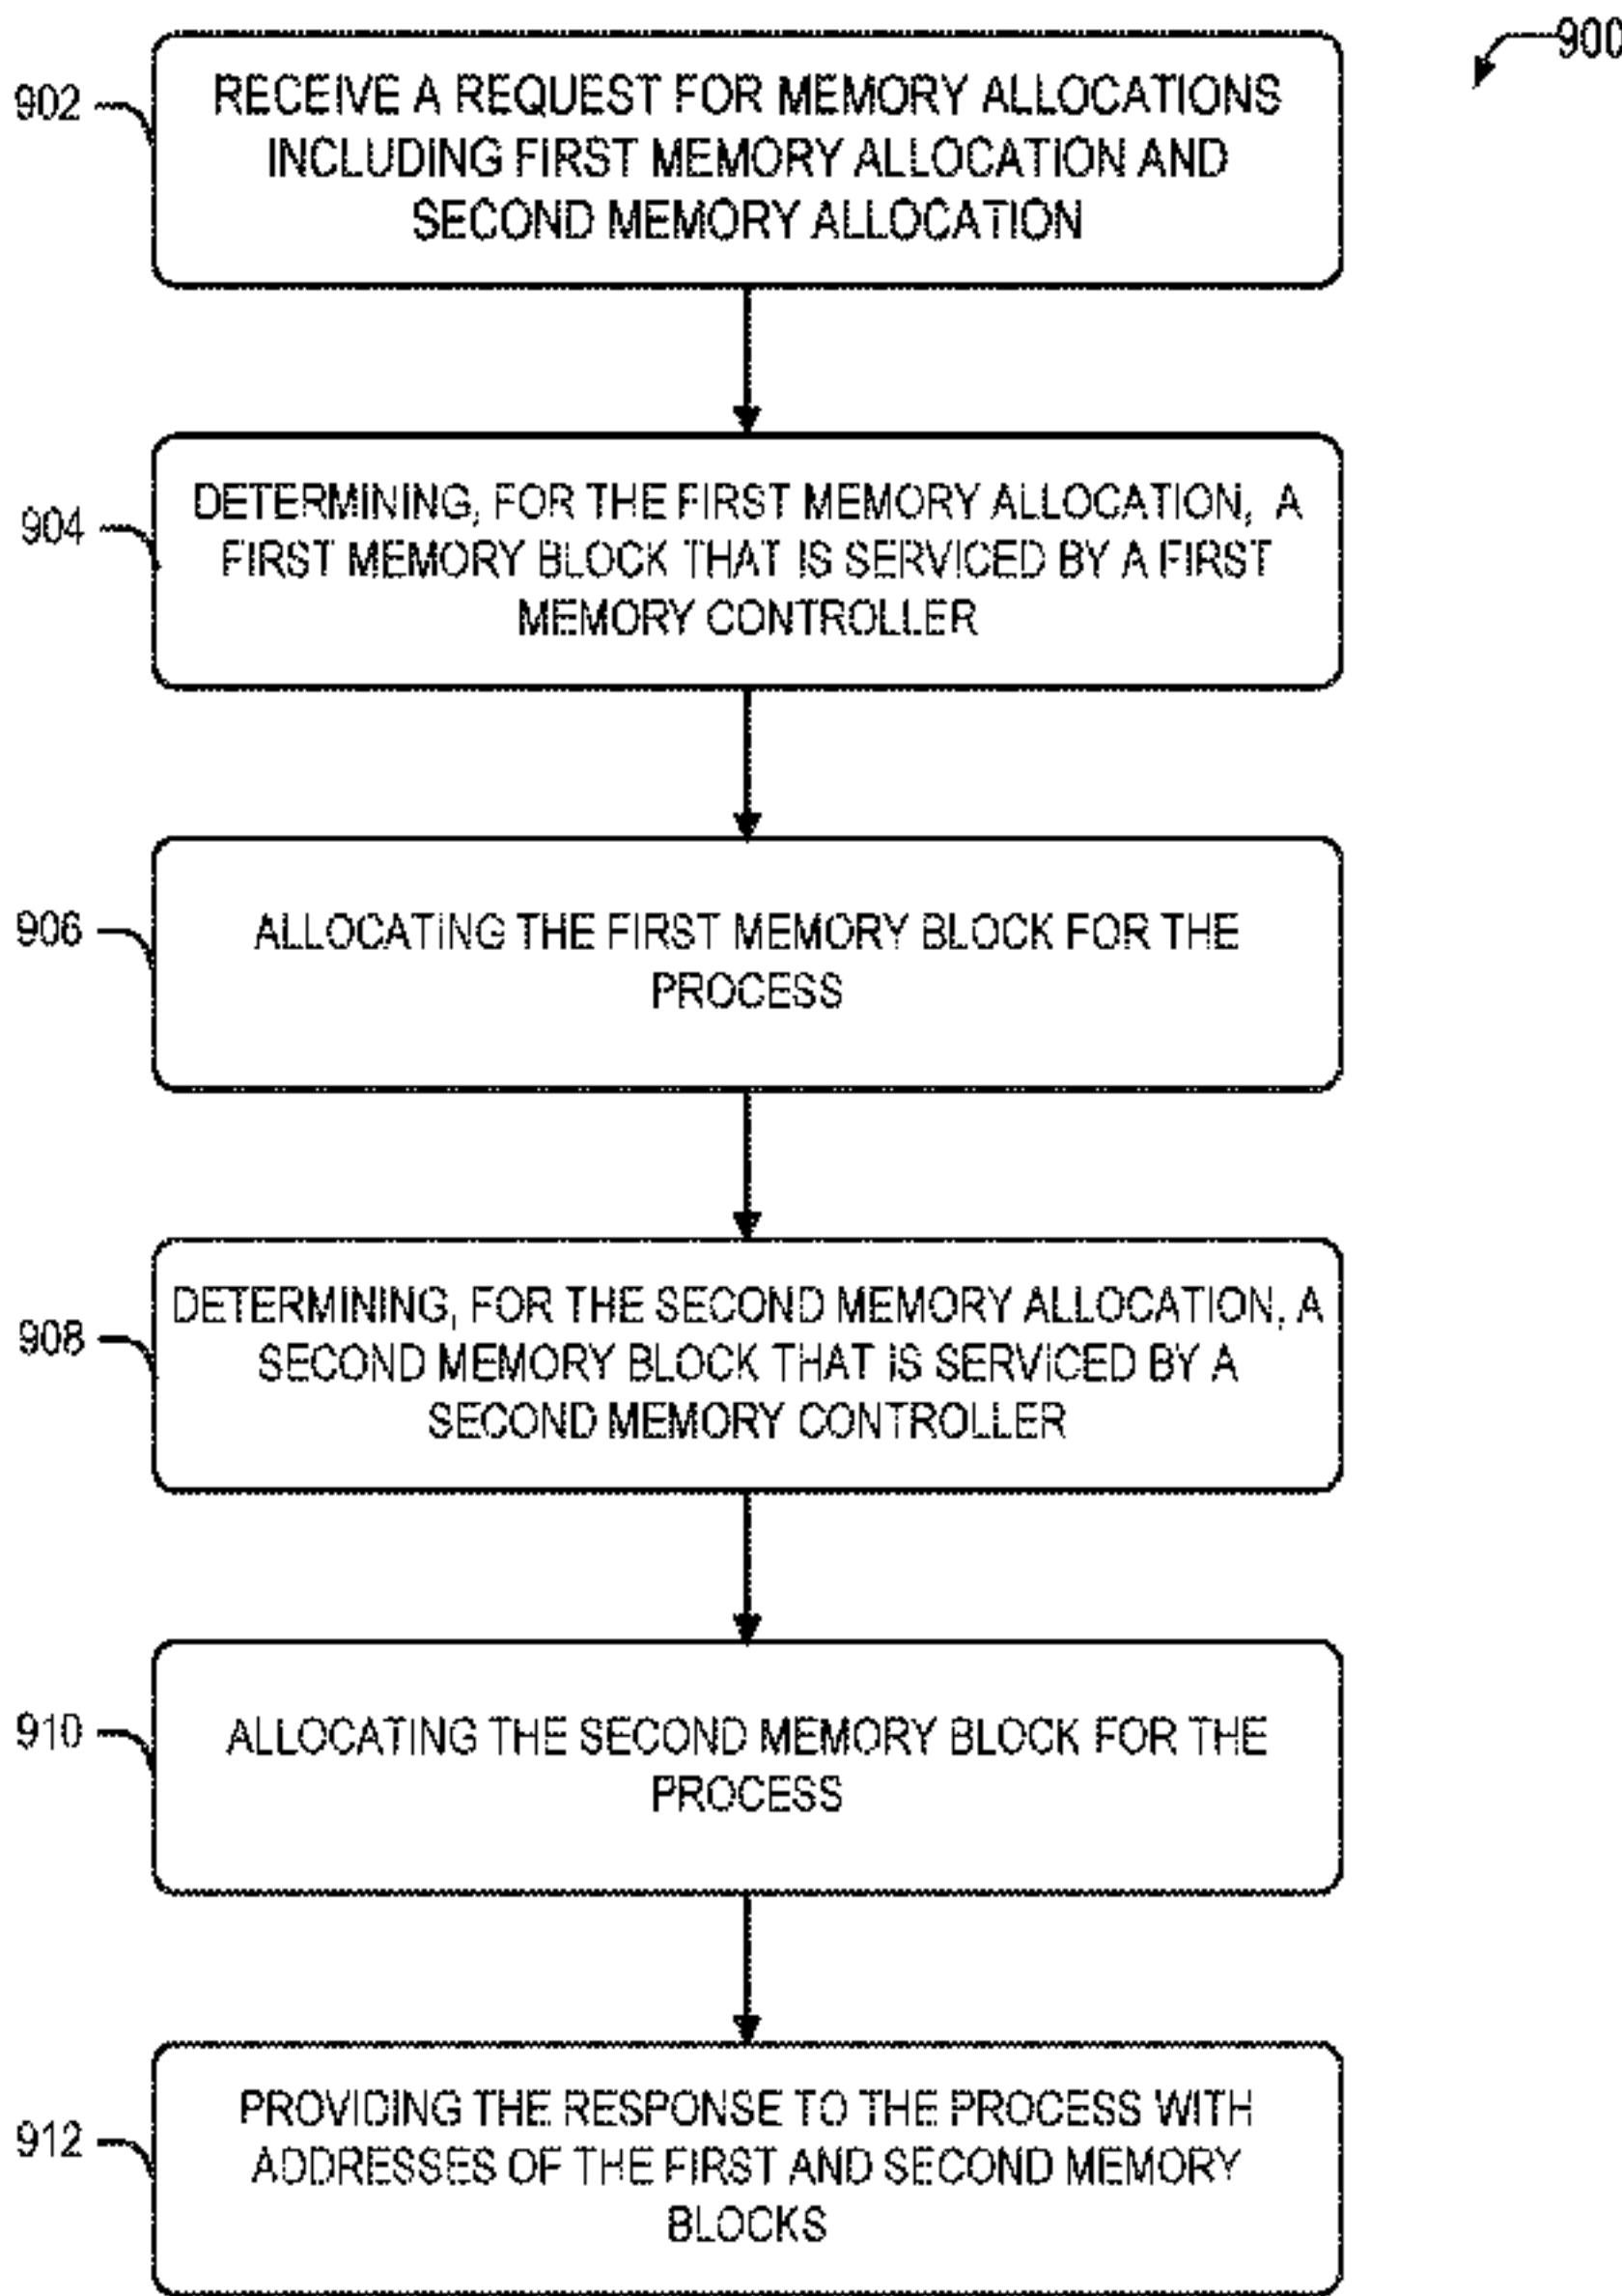 900
902
RECEIVE A REQUEST FOR MEMORY ALLOCATIONS
INCLUDING FIRST MEMORY ALLOCATION AND
SECOND MEMORY ALLOCATION
904
DETERMINING, FOR THE FIRST MEMORY ALLOCATION, A
FIRST MEMORY BLOCK THAT IS SERVICED BY A FIRST
MEMORY CONTROLLER
906
ALLOCATING THE FIRST MEMORY BLOCK FOR THE
PROCESS
908
DETERMINING, FOR THE SECOND MEMORY ALLOCATION, A
SECOND MEMORY BLOCK THAT IS SERVICED BY A
SECOND MEMORY CONTROLLER
910
ALLOCATING THE SECOND MEMORY BLOCK FOR THE
PROCESS
912
PROVIDING THE RESPONSE TO THE PROCESS WITH
ADDRESSES OF THE FIRST AND SECOND MEMORY
BLOCKS